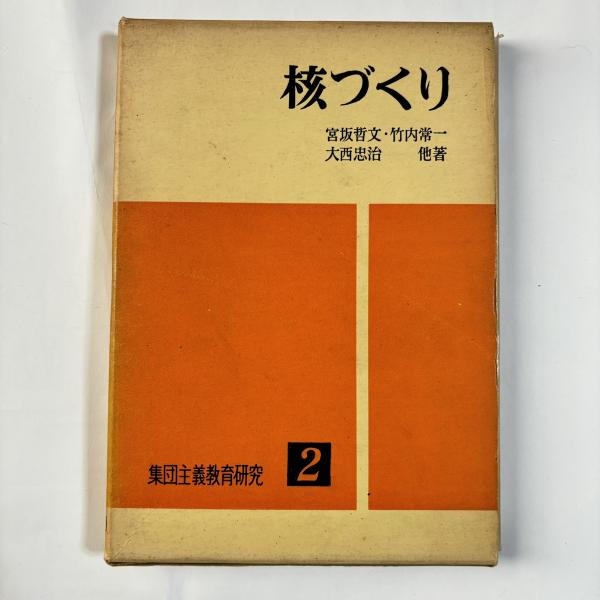 核づくり
宮坂哲文・竹内常一
大西忠治 他著
集団主義教育研究 2